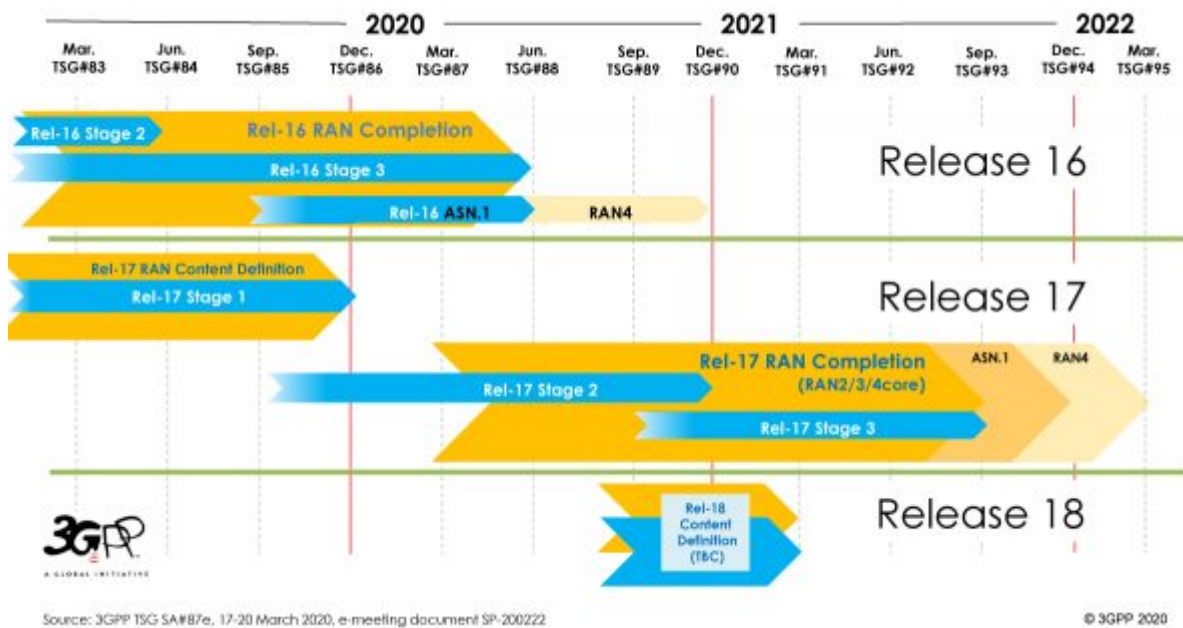 2020 2021 2022
Mar. Jun. Sep. Dec. Mar. Jun. Sep. Dec. Mar. Jun. Sep. Dec. Mar.
TSG#83 TSG#84 TSG#85 TSG#86 TSG#87 TSG#88 TSG#89 TSG#90 TSG#91 TSG#92 TSG#93 TSG#94 TSG#95
Rel-16 Stage 2 Rel-16 RAN Completion
Release 16
Rel-16 Stage 3
Rel-16 ASN.1 RAN4
Rel-17 RAN Content Definition
Rel-17 Stage 1
Release 17
Rel-17 RAN Completion ASN.1 RAN4
(RAN2/3/4core)
Rel-17 Stage 2
Rel-17 Stage 3
Rel-18
Content
Definition
(TBC)
Release 18
3GPP
A GLOBAL INITIATIVE
Source: 3GPP TSG SA#87e, 17-20 March 2020, e-meeting document SP-200222 © 3GPP 2020